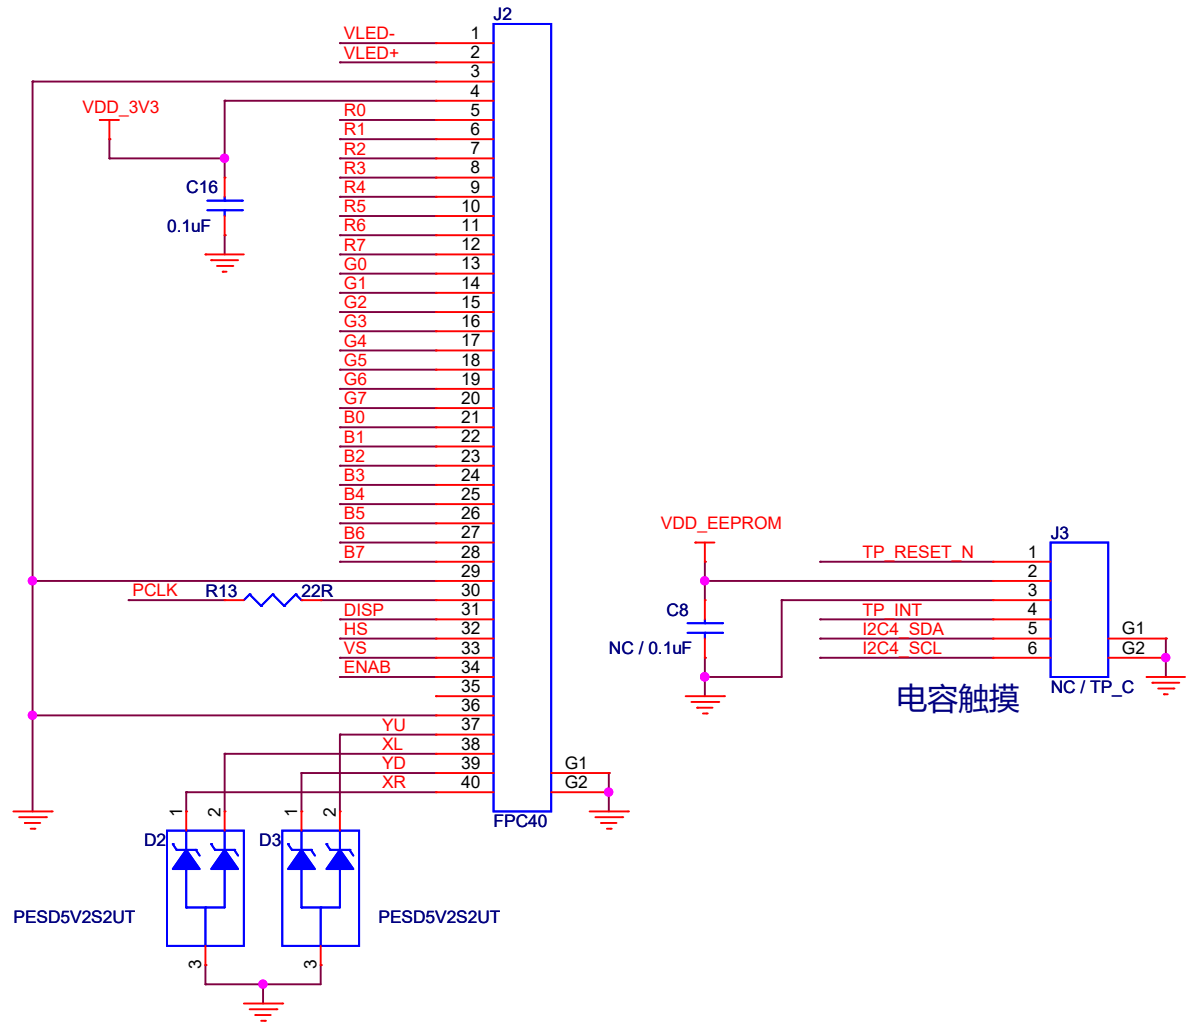 J2
VLED- 1
VLED+ 2
3
4
VDD_3V3
R0 5
R1 6
R2 7
R3 8
C16
R4 9
R5 10
0.1uF
R6 11
R7 12
G0 13
G1 14
G2 15
G3 16
G4 17
G5 18
G6 19
G7 20
B0 21
B1 22
B2 23
B3 24
B4 25
B5 26
B6 27
B7 28
29
PCLK R13 22R 30
DISP 31
HS 32
VS 33
ENAB 34
35
36
YU 37
XL 38
YD 39
XR 40
G1
G2
FPC40
VDD_EEPROM
J3
TP_RESET_N 1
2
3
C8
TP_INT 4
I2C4_SDA 5
NC / 0.1uF
I2C4_SCL 6
G1
G2
NC / TP_C
电容触摸
1 2 1 2
D2 D3
PESD5V2S2UT PESD5V2S2UT
3 3